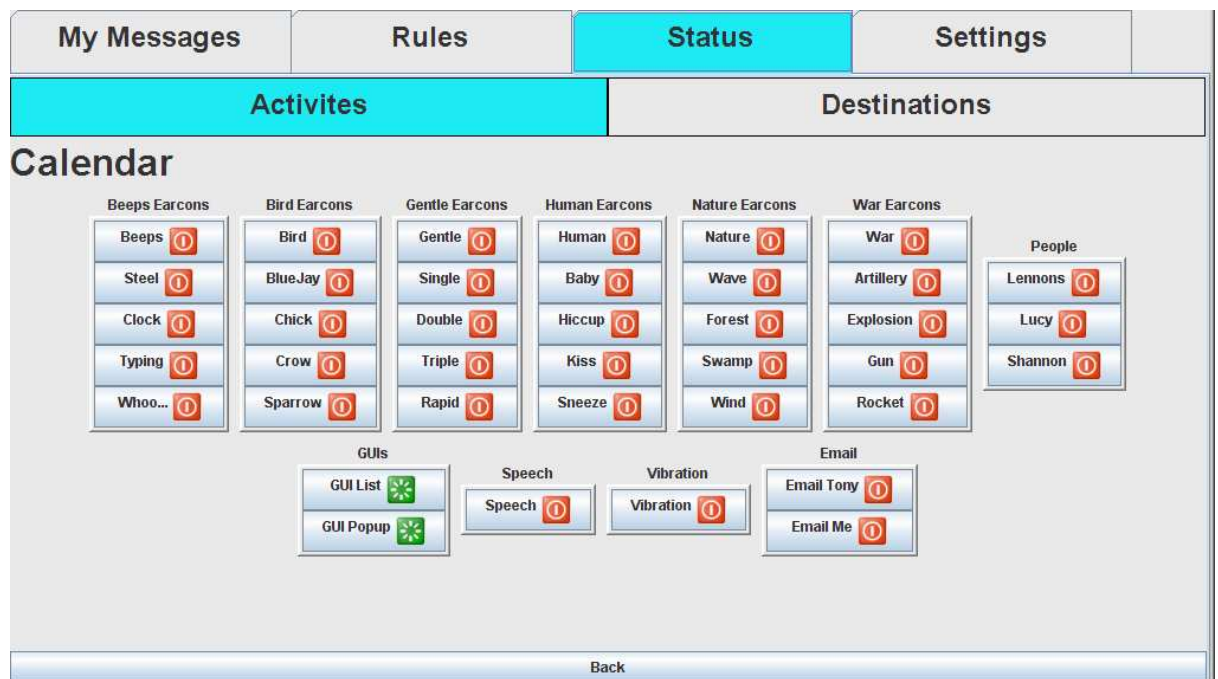 My Messages Rules Status Settings
Activites Destinations
Calendar
Beeps Earcons Bird Earcons Gentle Earcons Human Earcons Nature Earcons War Earcons
Beeps Bird Gentle Human Nature War People
Steel BlueJay Single Baby Wave Artillery Lennons
Clock Chick Double Hiccup Forest Explosion Lucy
Typing Crow Triple Kiss Swamp Gun Shannon
Whoo... Sparrow Rapid Sneeze Wind Rocket
GUIs Speech Vibration Email
GUI List Speech Vibration Email Tony
GUI Popup Email Me
Back